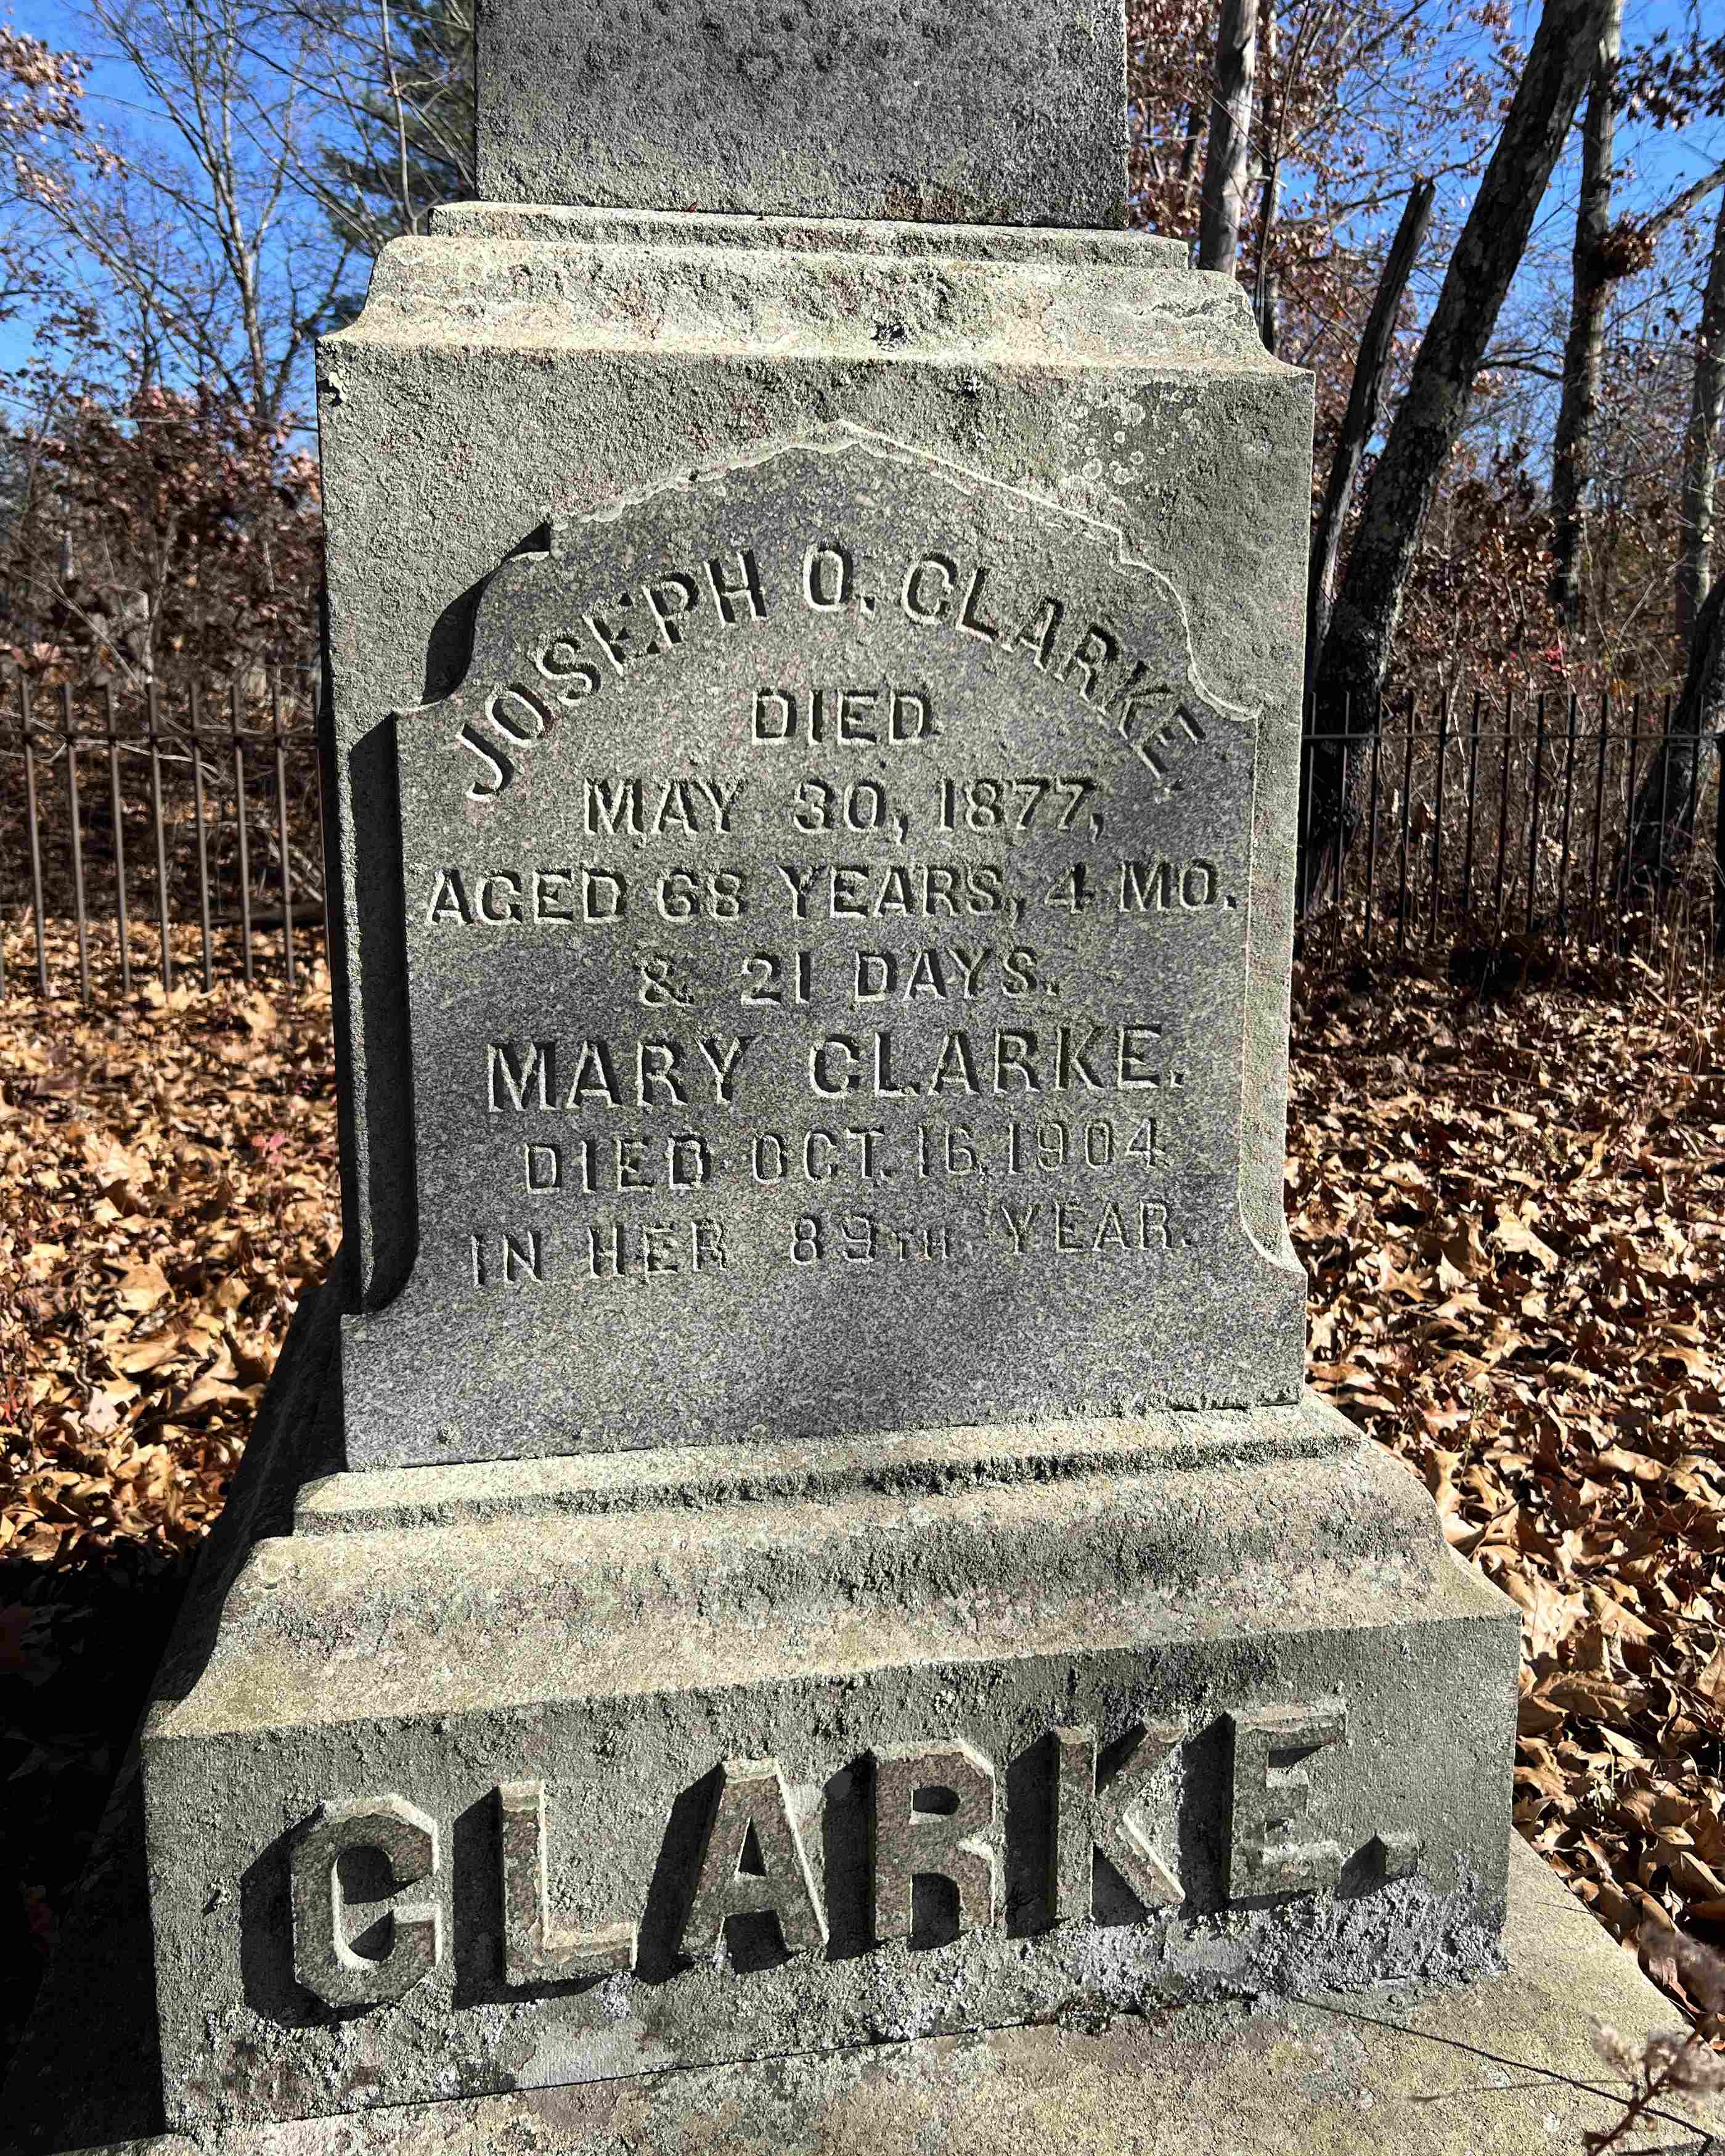 JOSEPH O. CLARKE,
DIED
MAY 30, 1877,
AGED 68 YEARS, 4 MO.
& 21 DAYS.
MARY CLARKE.
DIED OCT. 16, 1904
IN HER 89TH YEAR.
CLARKE.